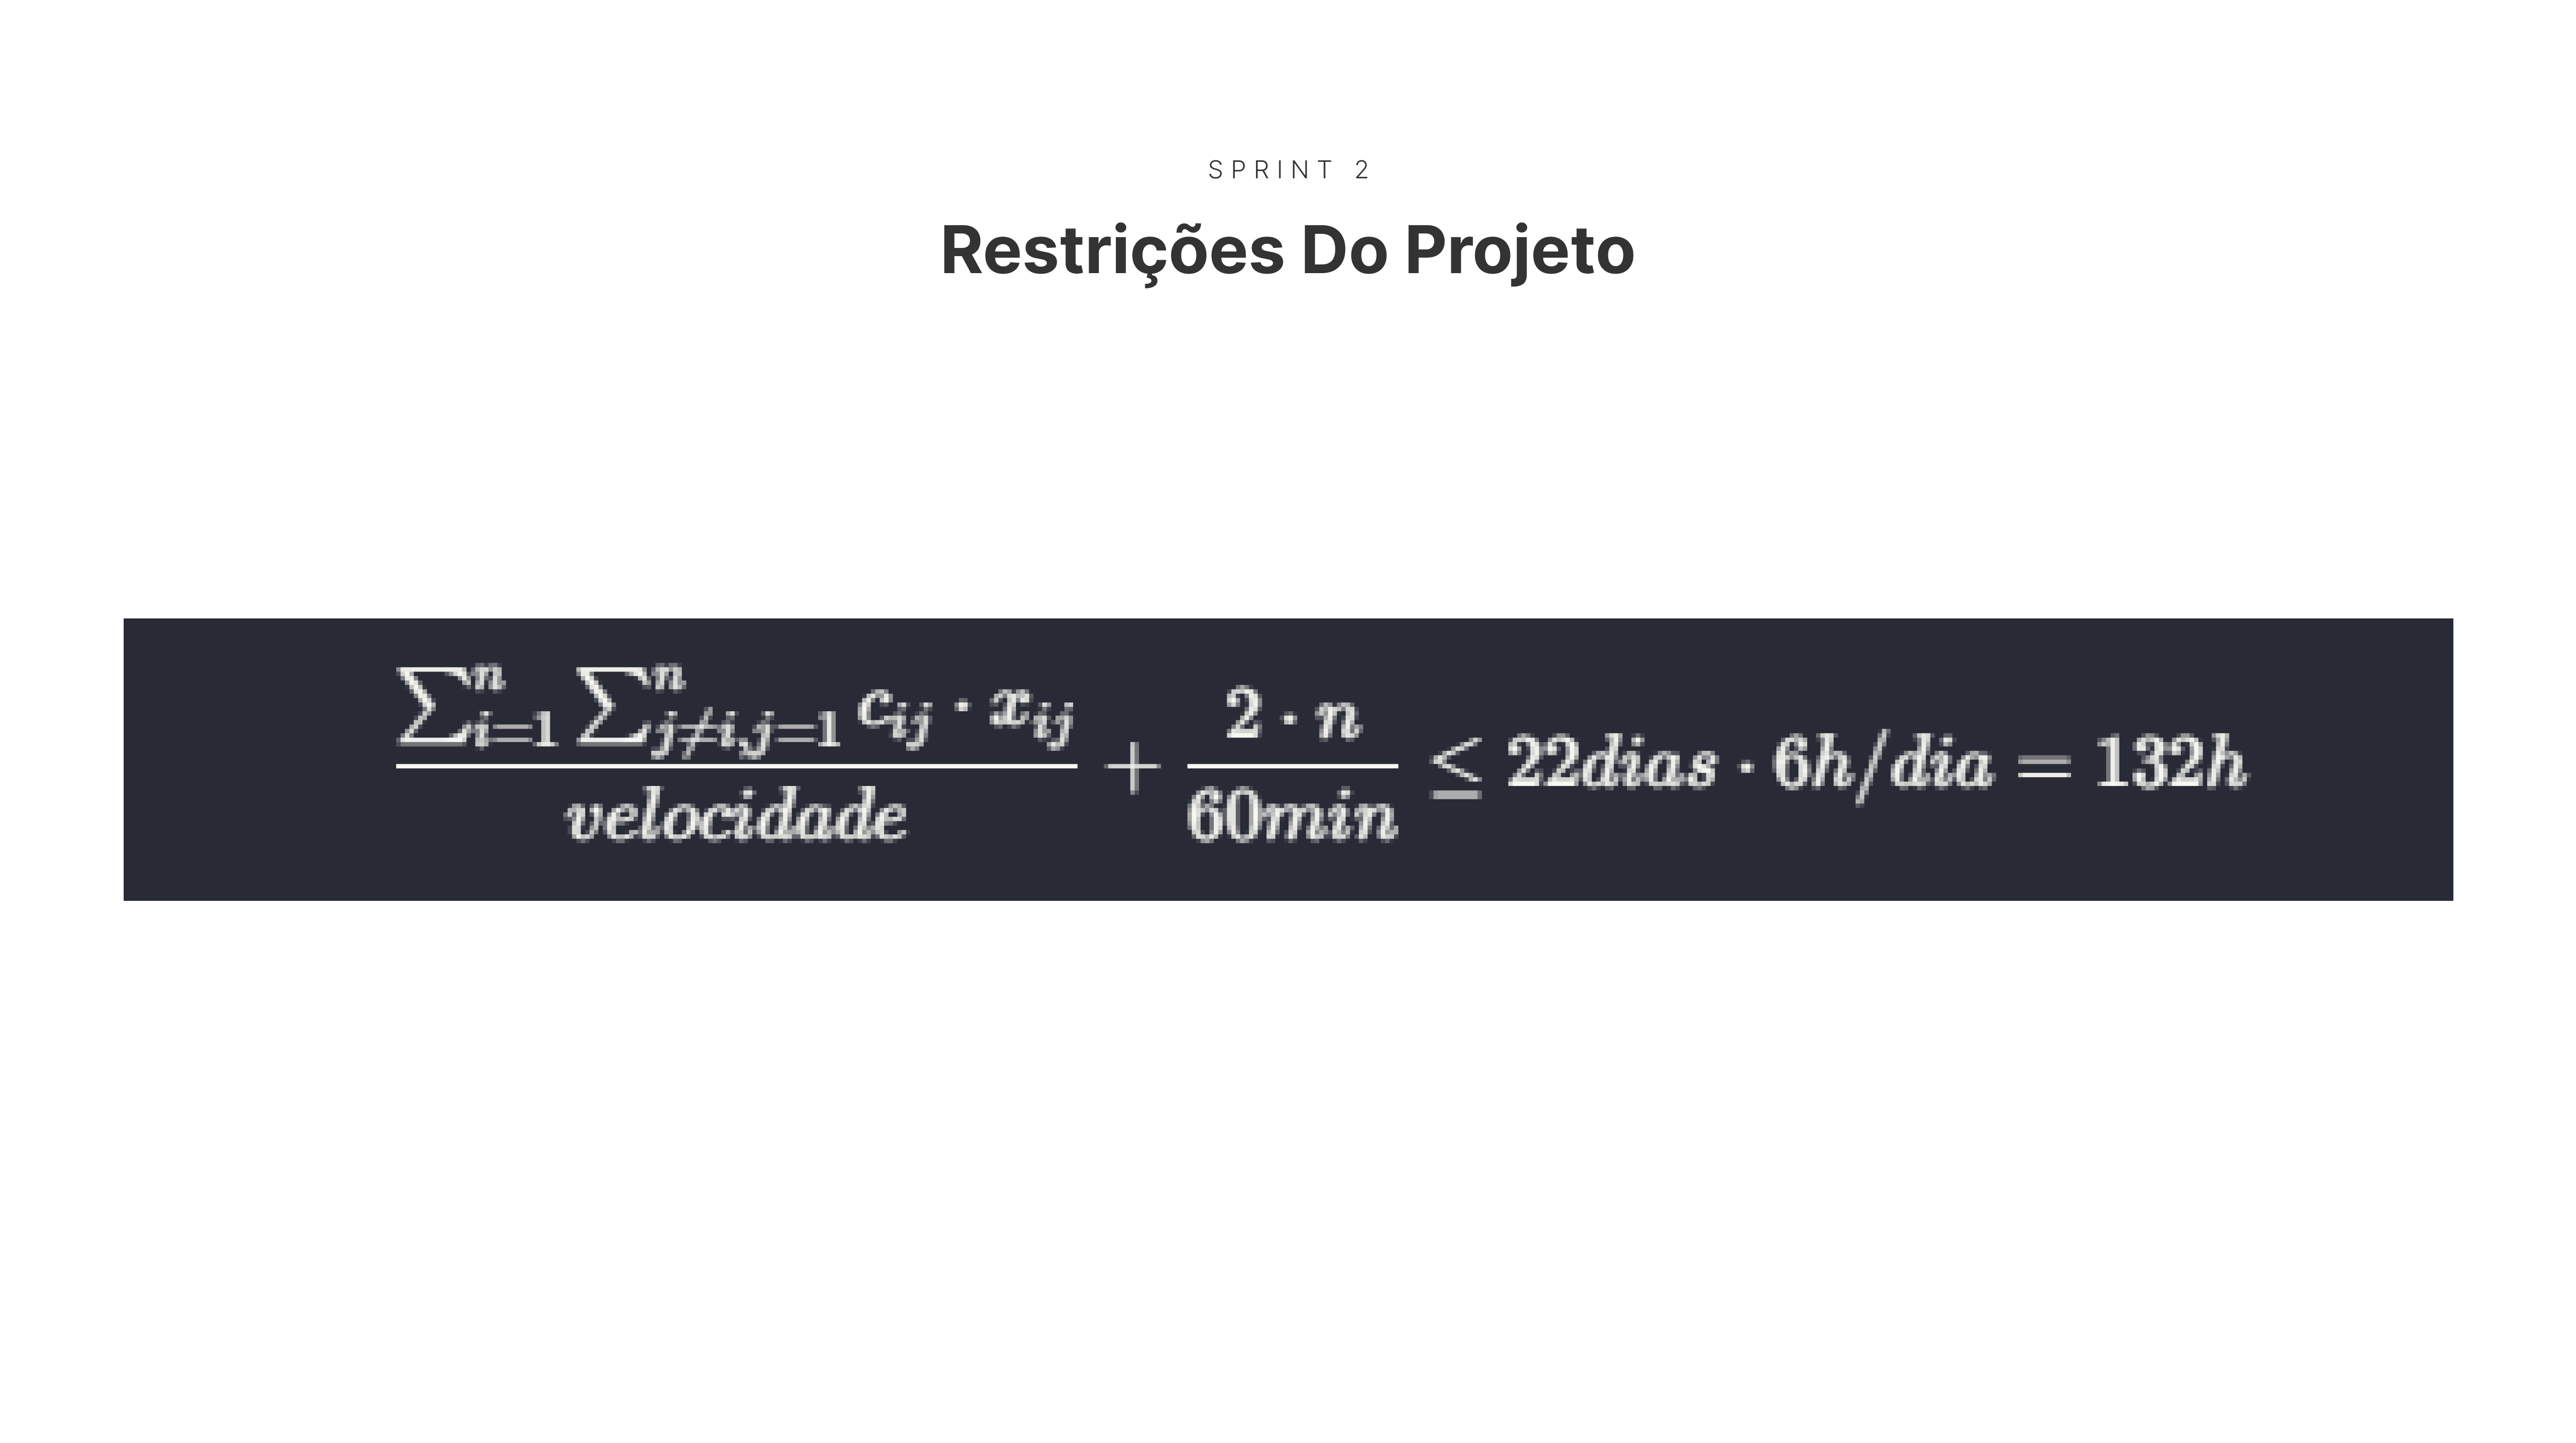 SPRINT 2
Restrições Do Projeto
\frac{\sum_{i=1}^{n} \sum_{j \neq i, j=1}^{n} c_{ij} \cdot x_{ij}}{velocidade} + \frac{2 \cdot n}{60min} \leq 22dias \cdot 6h/dia = 132h